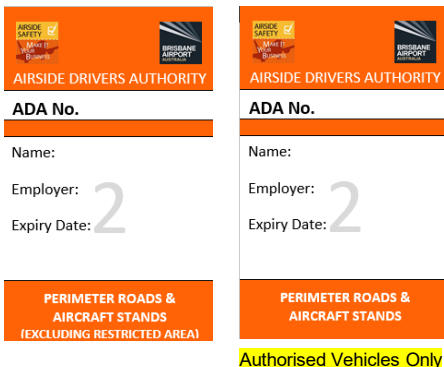 AIRSIDE
SAFETY
MAKE IT
YOUR
BUSINESS
BRISBANE
AIRPORT
AUSTRALIA
AIRSIDE DRIVERS AUTHORITY
ADA No.
Name:
Employer:
Expiry Date:
2
PERIMETER ROADS &
AIRCRAFT STANDS
(EXCLUDING RESTRICTED AREA)
AIRSIDE
SAFETY
MAKE IT
YOUR
BUSINESS
BRISBANE
AIRPORT
AUSTRALIA
AIRSIDE DRIVERS AUTHORITY
ADA No.
Name:
Employer:
Expiry Date:
2
PERIMETER ROADS &
AIRCRAFT STANDS
Authorised Vehicles Only